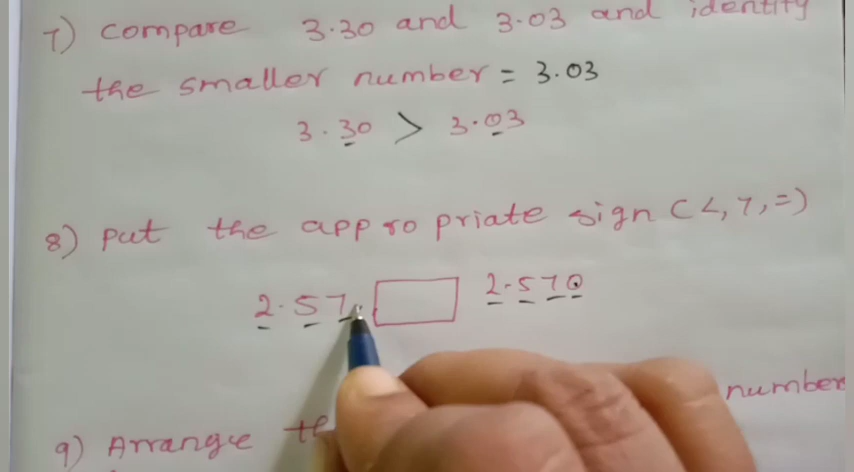 7) Compare 3.30 and 3.03 and identify
the smaller number = 3.03
3.30 > 3.03
8) put the appropriate sign (<, >, =)
2.57 2.570
9) Arrange number